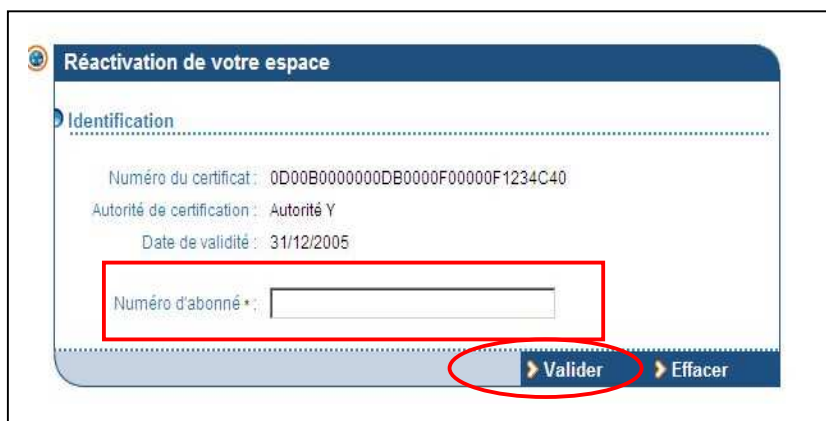 Réactivation de votre espace
Identification
Numéro du certificat : 0D00B0000000DB0000F00000F1234C40
Autorité de certification : Autorité Y
Date de validité : 31/12/2005
Numéro d'abonné * :
Valider Effacer